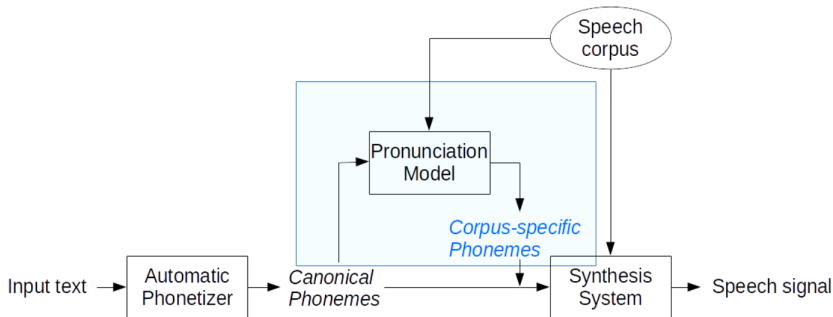 Speech
corpus
Pronunciation
Model
Corpus-specific
Phonemes
Input text
Automatic
Phonetizer
Canonical
Phonemes
Synthesis
System
Speech signal